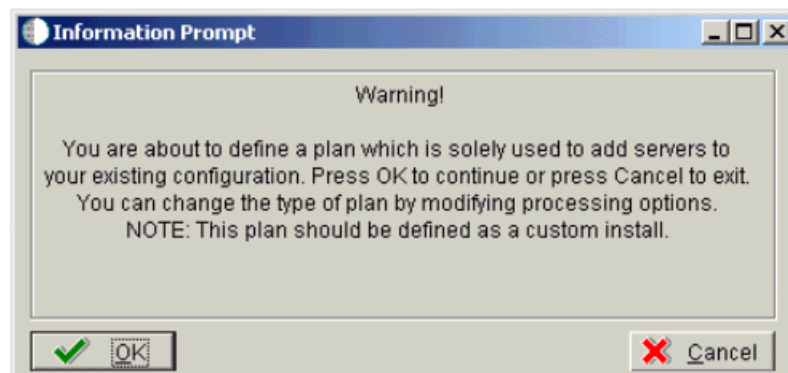 Information Prompt
Warning!
You are about to define a plan which is solely used to add servers to
your existing configuration. Press OK to continue or press Cancel to exit.
You can change the type of plan by modifying processing options.
NOTE: This plan should be defined as a custom install.
OK
Cancel